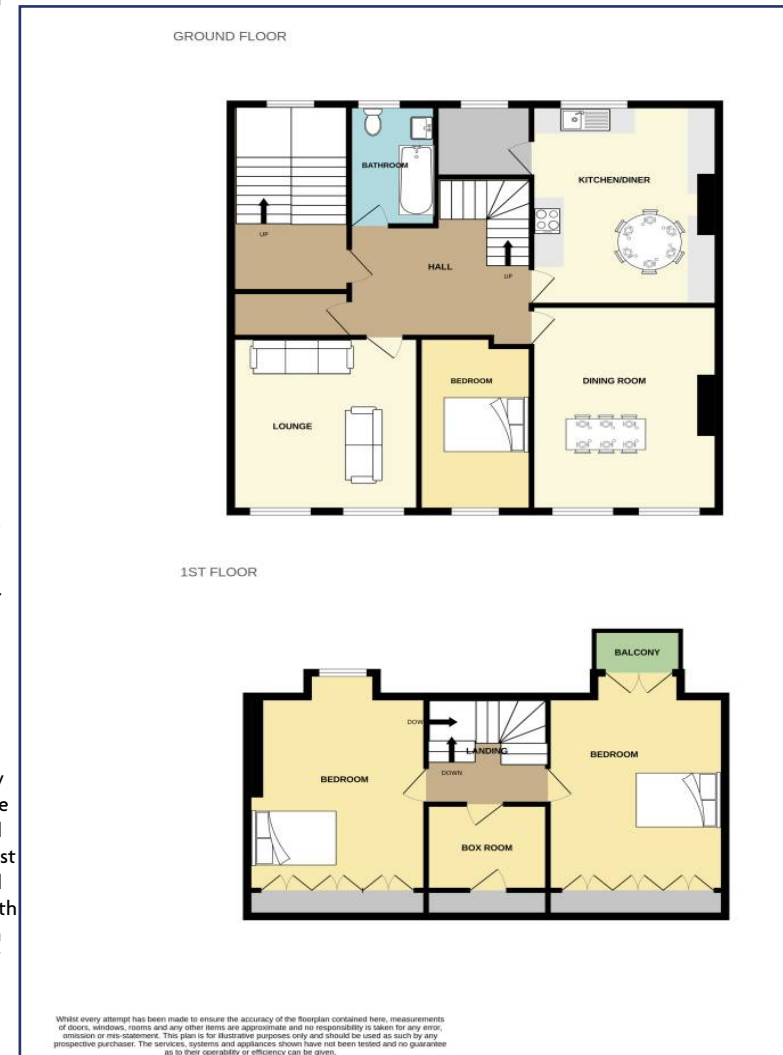 GROUND FLOOR
BATHROOM
KITCHEN/DINER
UP
HALL
UP
BEDROOM
DINING ROOM
LOUNGE
1ST FLOOR
BALCONY
DOWN
LANDING
BEDROOM
DOWN
BEDROOM
BOX ROOM
st
th
Whilst every attempt has been made to ensure the accuracy of the floorplan contained here, measurements
of doors, windows, rooms and any other items are approximate and no responsibility is taken for any error,
omission or mis-statement. This plan is for illustrative purposes only and should be used as such by any
prospective purchaser. The services, systems and appliances shown have not been tested and no guarantee
as to their operability or efficiency can be given.